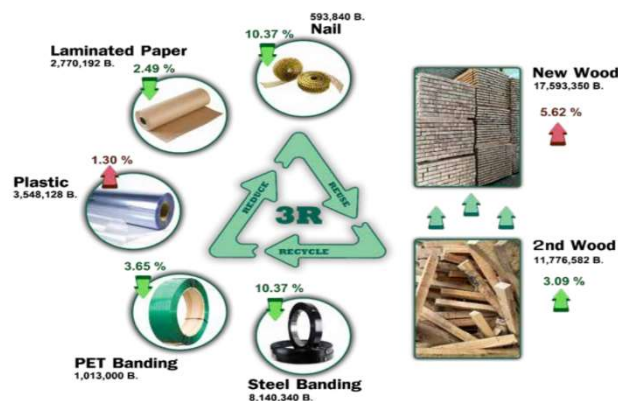 593,840 B.
Nail
10.37 %
Laminated Paper
2,770,192 B.
2.49 %
New Wood
17,593,350 B.
5.62 %
1.30 %
Plastic
3,548,128 B.
REDUCE
REUSE
3R
RECYCLE
2nd Wood
11,776,582 B.
3.09 %
3.65 %
10.37 %
PET Banding
1,013,000 B.
Steel Banding
8,140,340 B.